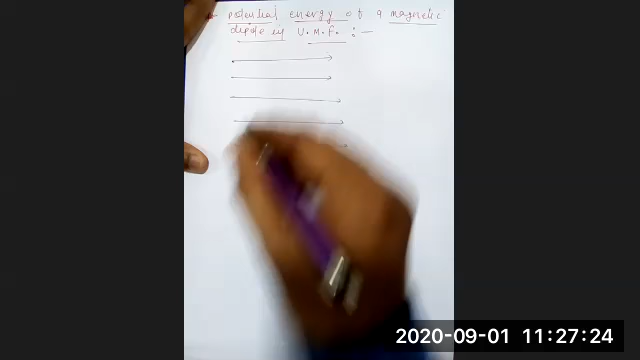 potential energy of a magnetic
dipole in U.M.F. :-
2020-09-01 11:27:24